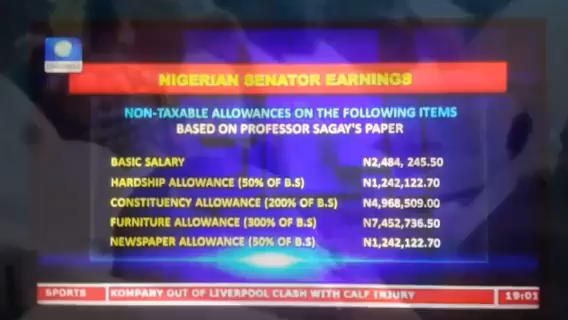 NIGERIAN SENATOR EARNINGS
NON-TAXABLE ALLOWANCES ON THE FOLLOWING ITEMS
BASED ON PROFESSOR SAGAY'S PAPER
BASIC SALARY N2,484, 245.50
HARDSHIP ALLOWANCE (50% OF B.S) N1,242,122.70
CONSTITUENCY ALLOWANCE (200% OF B.S) N4,968,509.00
FURNITURE ALLOWANCE (300% OF B.S) N7,452,736.50
NEWSPAPER ALLOWANCE (50% OF B.S) N1,242,122.70
SPORTS KOMPANY OUT OF LIVERPOOL CLASH WITH CALF INJURY 19:01